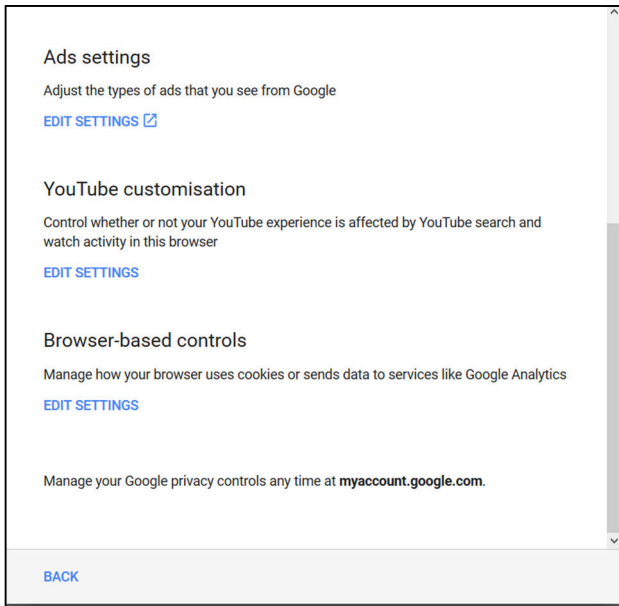 Ads settings
Adjust the types of ads that you see from Google
EDIT SETTINGS
YouTube customisation
Control whether or not your YouTube experience is affected by YouTube search and
watch activity in this browser
EDIT SETTINGS
Browser-based controls
Manage how your browser uses cookies or sends data to services like Google Analytics
EDIT SETTINGS
Manage your Google privacy controls any time at myaccount.google.com.
BACK